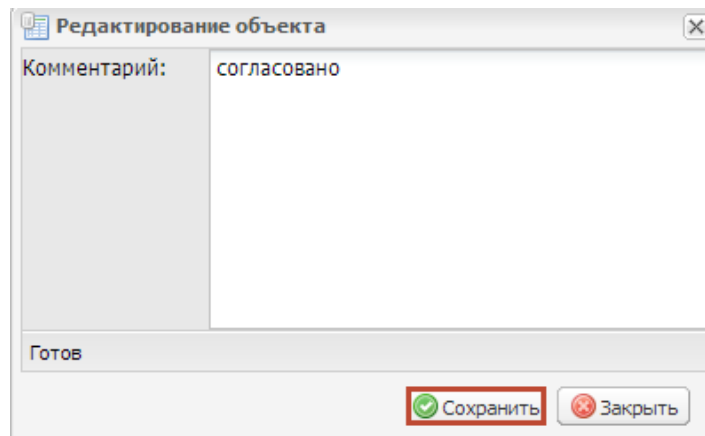 Редактирование объекта
Комментарий: согласовано
Готов
Сохранить Закрыть